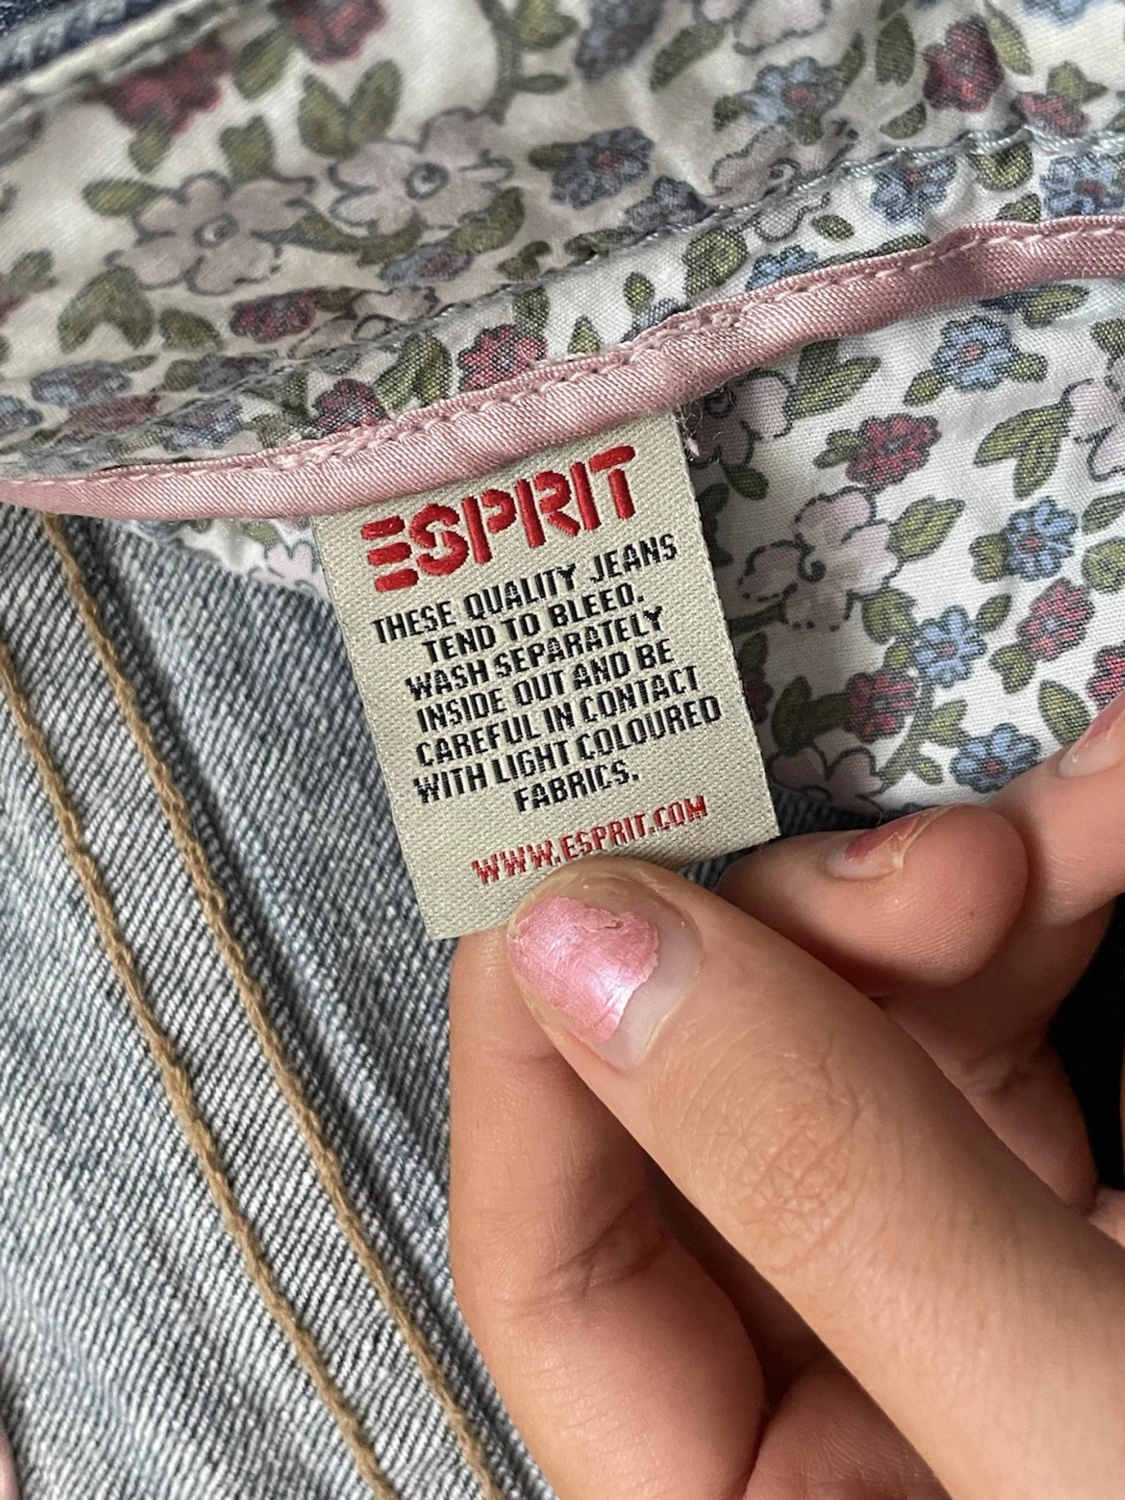 ESPRIT
THESE QUALITY JEANS
TEND TO BLEED.
WASH SEPARATELY
INSIDE OUT AND BE
CAREFUL IN CONTACT
WITH LIGHT COLOURED
FABRICS.
WWW.ESPRIT.COM